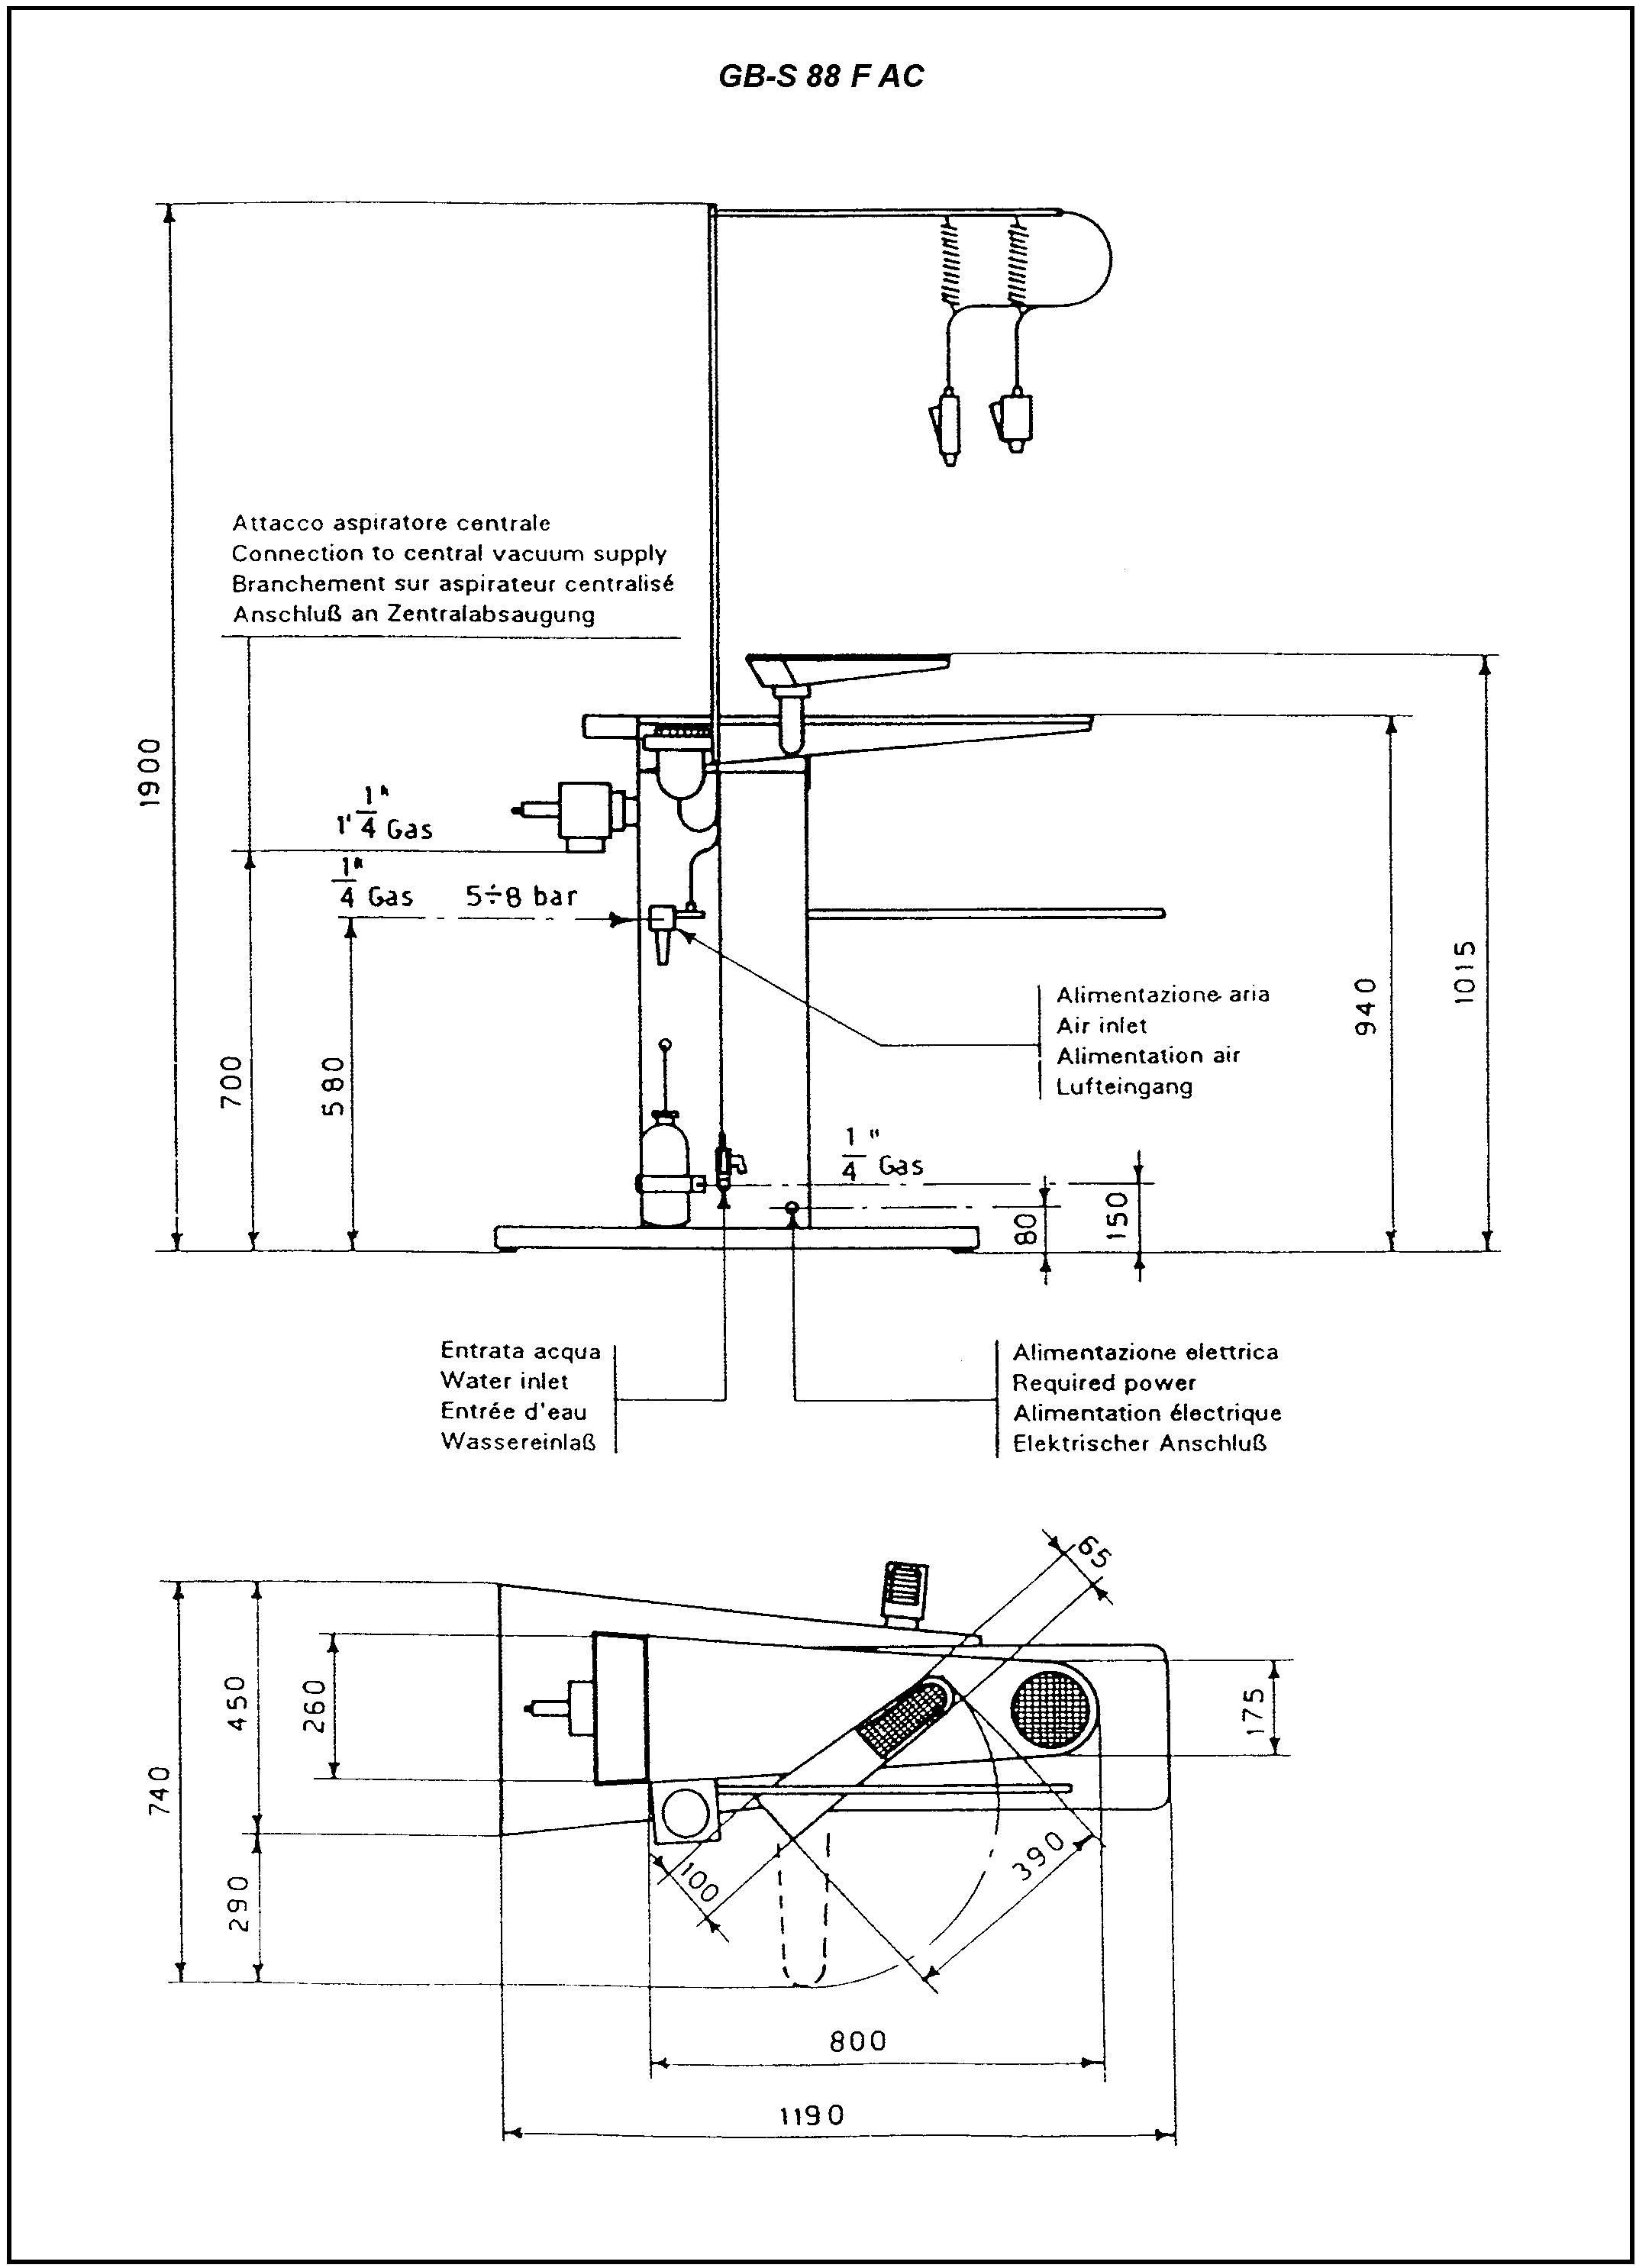 GB-S 88 F AC
Attacco aspiratore centrale
Connection to central vacuum supply
Branchement sur aspirateur centralisé
Anschluß an Zentralabsaugung
1900
1' 1/4" Gas
1/4" Gas 5÷8 bar
700
580
Alimentazione aria
Air inlet
Alimentation air
Lufteingang
940
1015
1/4" Gas
80
150
Entrata acqua
Water inlet
Entrée d'eau
Wassereinlaß
Alimentazione elettrica
Required power
Alimentation électrique
Elektrischer Anschluß
65
740
450
260
175
290
100
390
800
1190